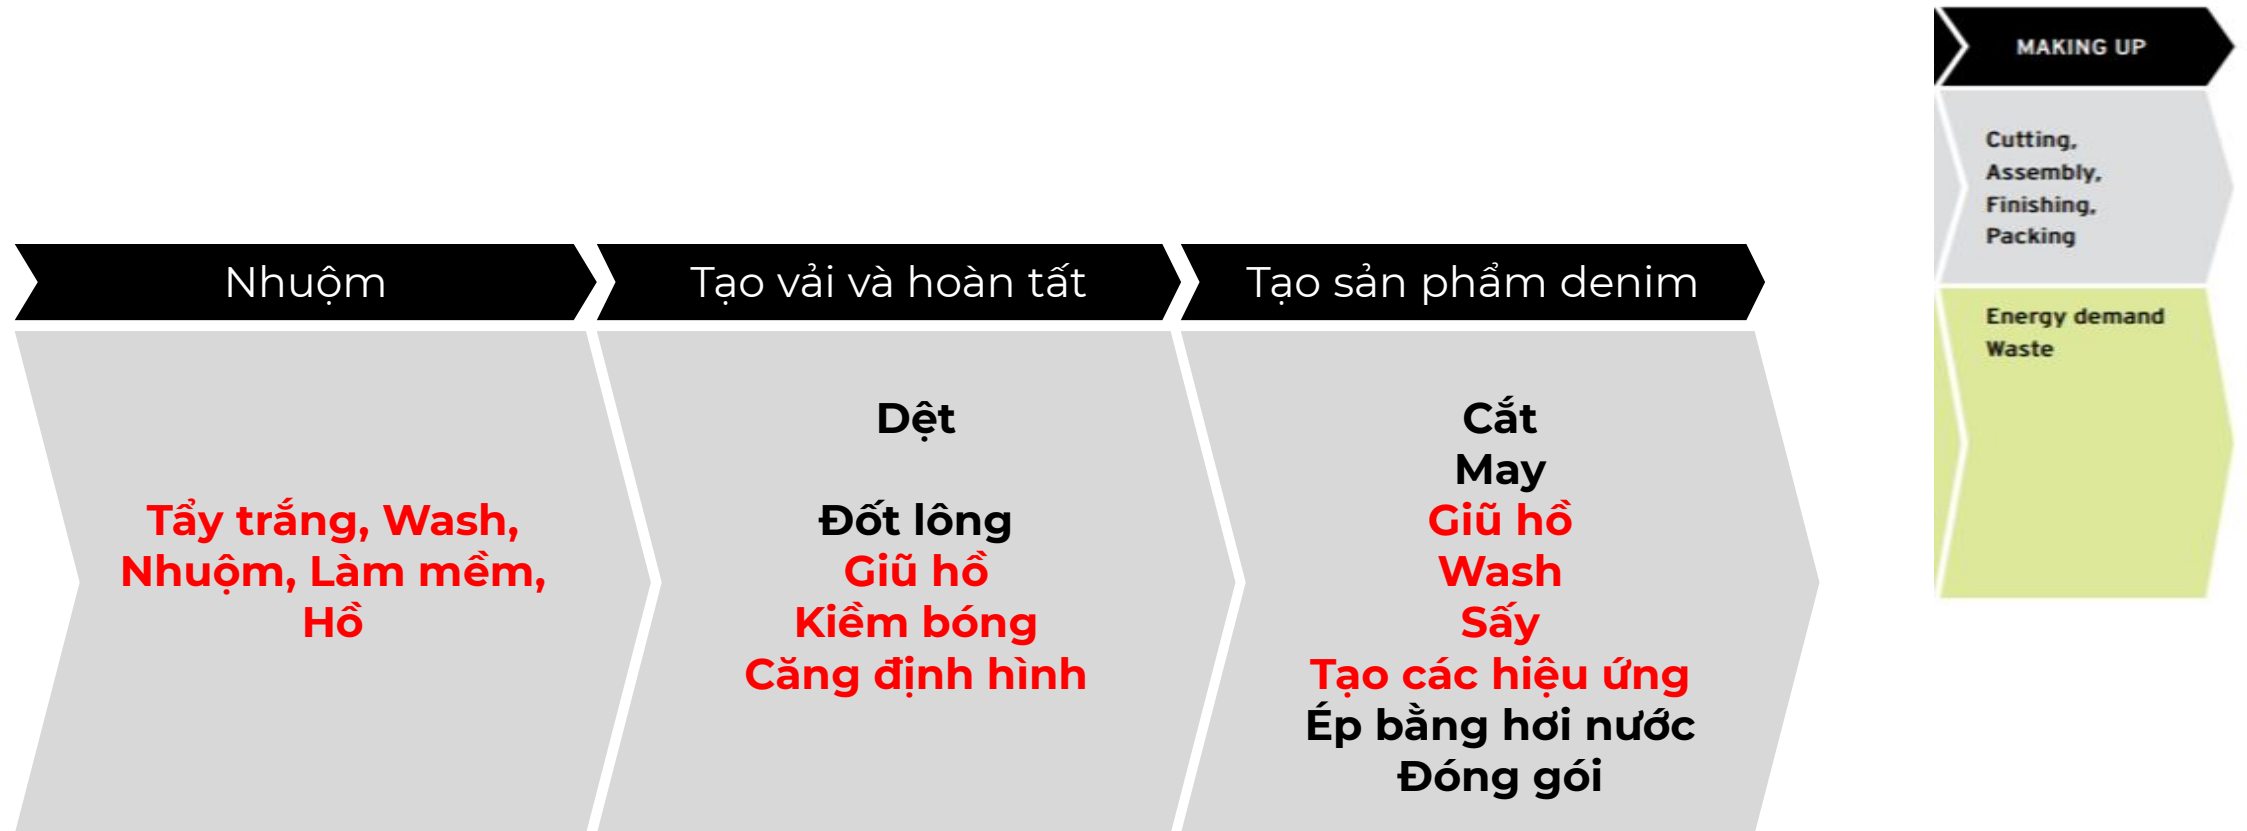 Nhuộm
Tẩy trắng, Wash,
Nhuộm, Làm mềm,
Hồ
Tạo vải và hoàn tất
Dệt
Đốt lông
Giũ hồ
Kiềm bóng
Căng định hình
Tạo sản phẩm denim
Cắt
May
Giũ hồ
Wash
Sấy
Tạo các hiệu ứng
Ép bằng hơi nước
Đóng gói
MAKING UP
Cutting,
Assembly,
Finishing,
Packing
Energy demand
Waste